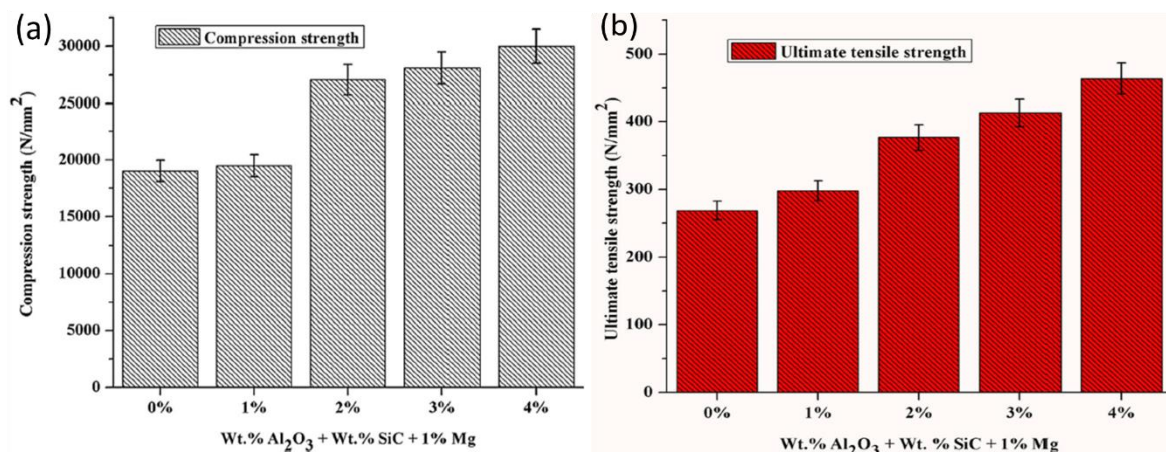 (a)
Compression strength
Compression strength (N/mm²)
30000
25000
20000
15000
10000
5000
0
0% 1% 2% 3% 4%
Wt.% Al₂O₃ + Wt.% SiC + 1% Mg
(b)
Ultimate tensile strength
Ultimate tensile strength (N/mm²)
500
400
300
200
100
0
0% 1% 2% 3% 4%
Wt.% Al₂O₃ + Wt. % SiC + 1% Mg